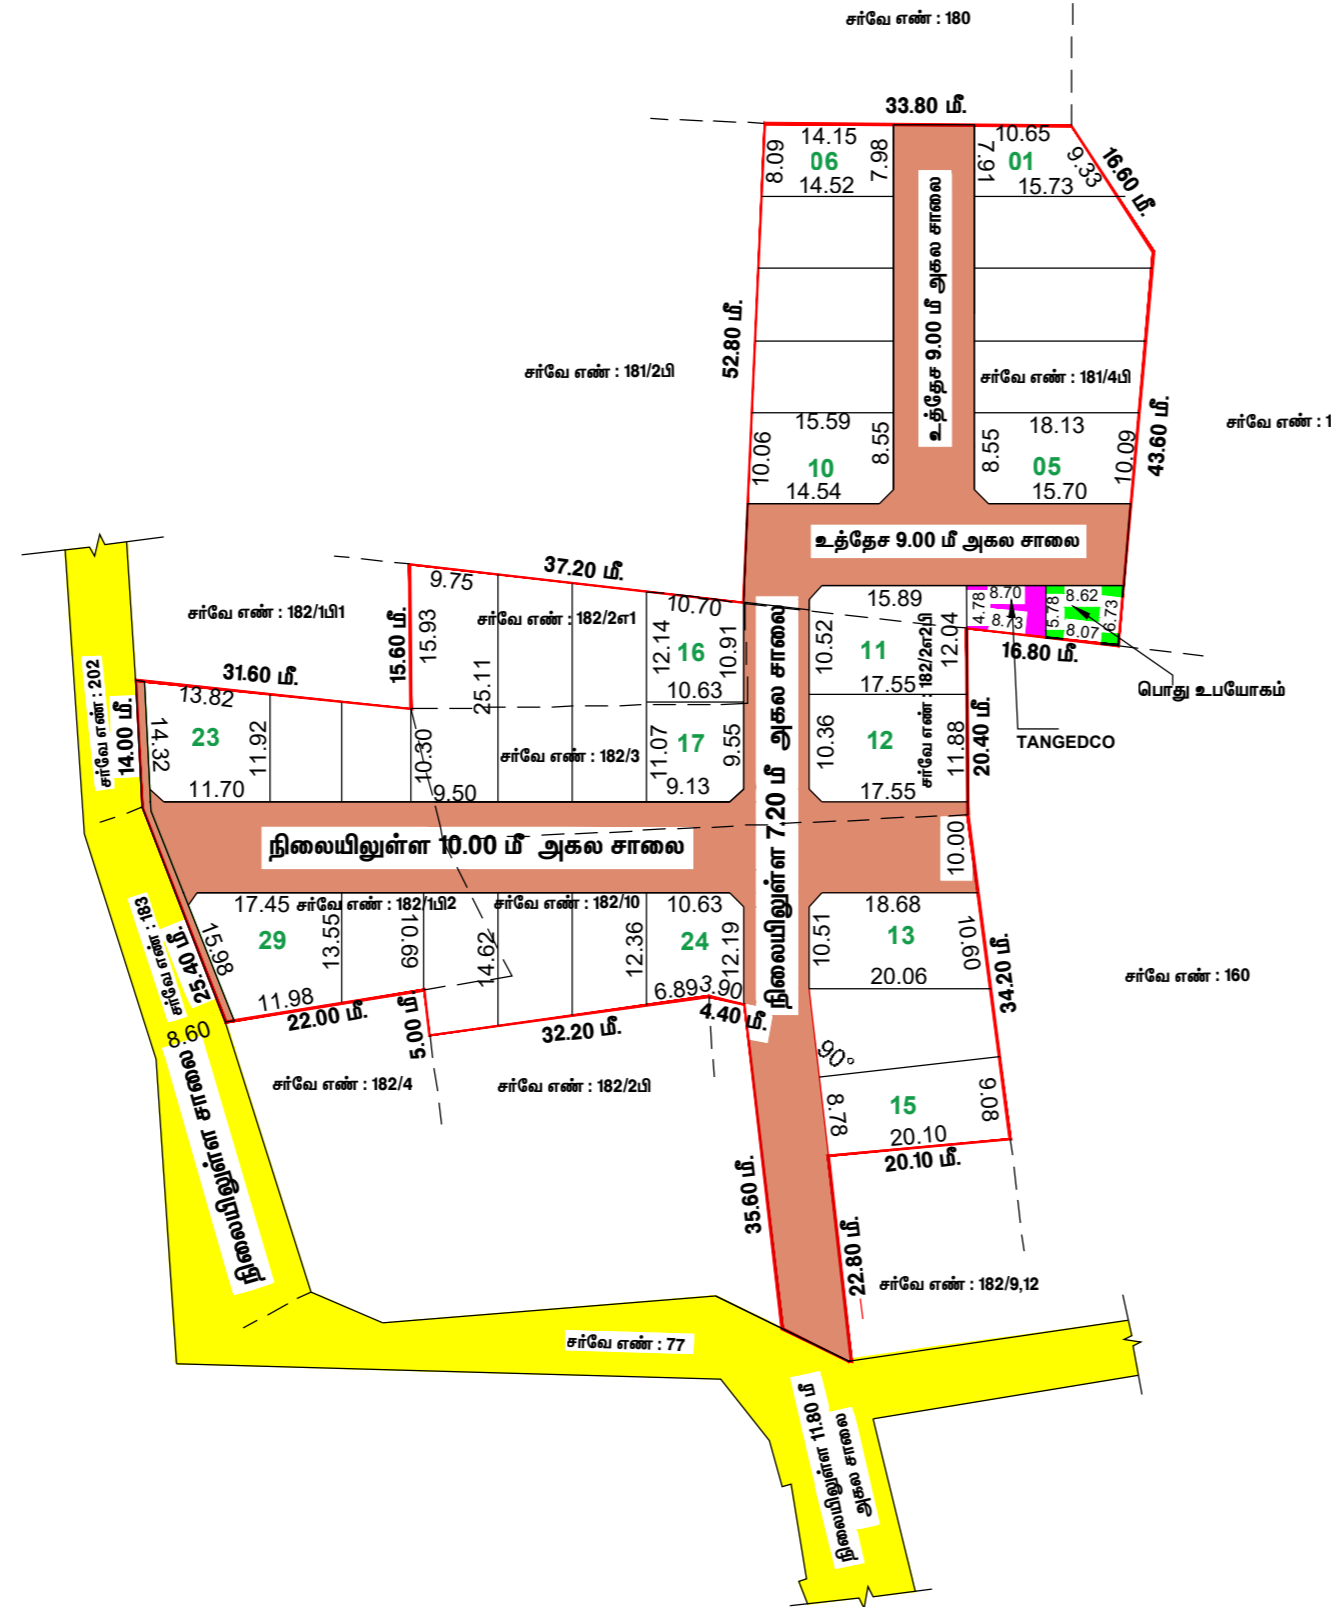 சர்வே எண் : 180
33.80 மீ.
14.15
10.65
8.09
06
7.98
7.91
01
9.33
16.60 மீ.
14.52
15.73
உத்தேச 9.00 மீ அகல சாலை
52.80 மீ.
சர்வே எண் : 181/2பி
சர்வே எண் : 181/4பி
43.60 மீ.
சர்வே எண் : 1
15.59
18.13
10.06
10
8.55
8.55
05
10.09
14.54
15.70
உத்தேச 9.00 மீ அகல சாலை
37.20 மீ.
9.75
10.70
சர்வே எண் : 182/1பி1
15.60 மீ.
15.93
சர்வே எண் : 182/2எ1
25.11
12.14
16
10.91
10.63
15.89
10.52
11
12.04
17.55
சர்வே எண் : 182/2எ2பி
4.78
8.70
8.73
5.78
8.62
8.07
6.73
16.80 மீ.
பொது உபயோகம்
TANGEDCO
சர்வே எண் : 202
14.00 மீ.
31.60 மீ.
13.82
14.32
23
11.92
11.70
10.30
9.50
சர்வே எண் : 182/3
11.07
17
9.55
9.13
10.36
12
11.88
20.40 மீ.
17.55
நிலையிலுள்ள 7.20 மீ அகல சாலை
நிலையிலுள்ள 10.00 மீ அகல சாலை
10.00
சர்வே எண் : 183
25.40 மீ.
17.45
சர்வே எண் : 182/1பி2
சர்வே எண் : 182/10
10.63
18.68
15.98
29
13.55
10.69
14.62
12.36
24
12.19
10.51
13
10.60
34.20 மீ.
சர்வே எண் : 160
20.06
11.98
6.89
3.90
22.00 மீ.
5.00 மீ.
32.20 மீ.
4.40 மீ.
8.60
நிலையிலுள்ள சாலை
சர்வே எண் : 182/4
சர்வே எண் : 182/2பி
90°
8.78
15
9.08
20.10
20.10 மீ.
35.60 மீ.
22.80 மீ.
சர்வே எண் : 182/9,12
சர்வே எண் : 77
நிலையிலுள்ள 11.80 மீ
அகல சாலை